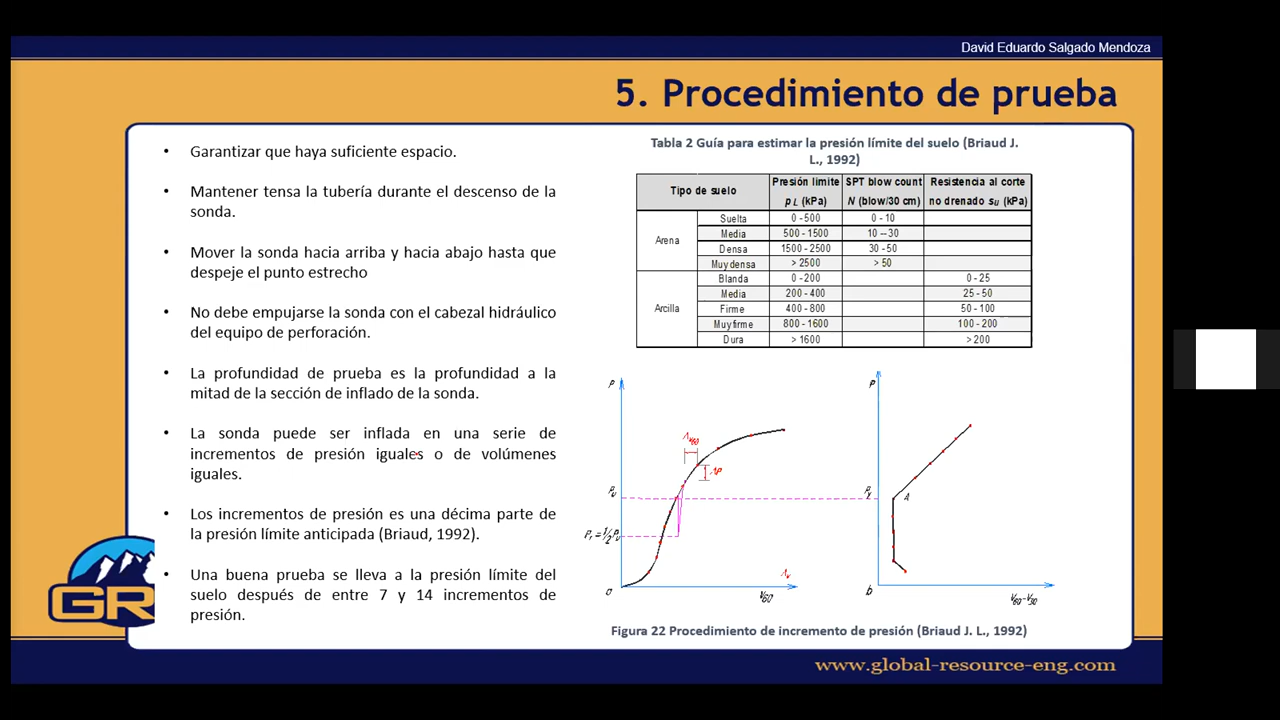 David Eduardo Salgado Mendoza
5. Procedimiento de prueba
• Garantizar que haya suficiente espacio.
• Mantener tensa la tubería durante el descenso de la
sonda.
• Mover la sonda hacia arriba y hacia abajo hasta que
despeje el punto estrecho
• No debe empujarse la sonda con el cabezal hidráulico
del equipo de perforación.
• La profundidad de prueba es la profundidad a la
mitad de la sección de inflado de la sonda.
• La sonda puede ser inflada en una serie de
incrementos de presión iguales o de volúmenes
iguales.
• Los incrementos de presión es una décima parte de
la presión límite anticipada (Briaud, 1992).
• Una buena prueba se lleva a la presión límite del
suelo después de entre 7 y 14 incrementos de
presión.
GR
Tabla 2 Guía para estimar la presión límite del suelo (Briaud J.
L., 1992)
Tipo de suelo Presión limite SPT blow count Resistencia al corte
p L (kPa) N (blow/30 cm) no drenado su (kPa)
Arena
Suelta 0 - 500 0 - 10
Media 500 - 1500 10 -- 30
Densa 1500 - 2500 30 - 50
Muy densa > 2500 > 50
Arcilla
Blanda 0 - 200 0 - 25
Media 200 - 400 25 - 50
Firme 400 - 800 50 - 100
Muy firme 800 - 1600 100 - 200
Dura > 1600 > 200
P
ΔP
0
V60
P
A
V60-V30
Figura 22 Procedimiento de incremento de presión (Briaud J. L., 1992)
www.global-resource-eng.com